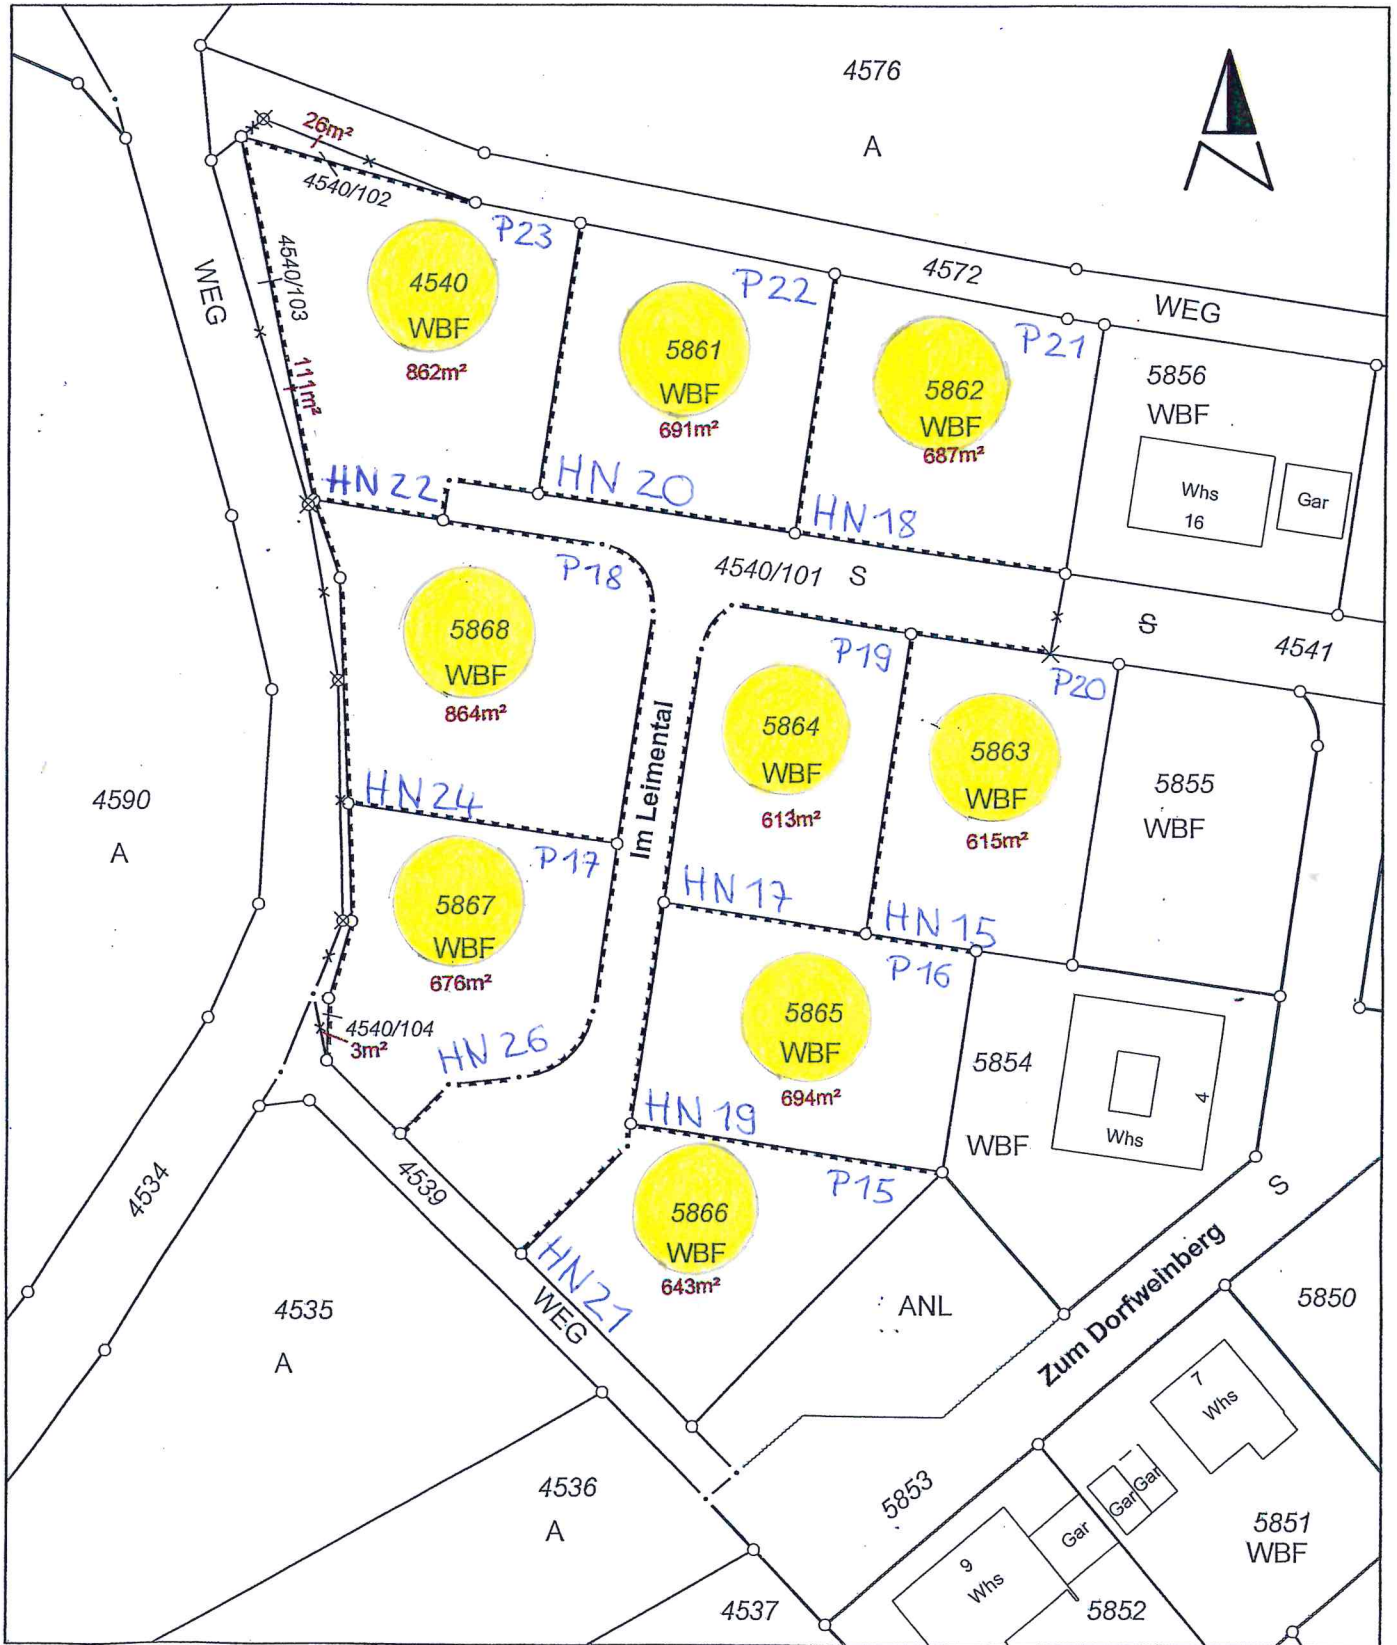 4576
A
26m²
4540/102
P23
4540/103
WEG
4540
WBF
862m²
111m²
P22
5861
WBF
691m²
4572
WEG
P21
5862
WBF
687m²
5856
WBF
Whs
16
Gar
HN 22
HN 20
HN 18
P18
4540/101 S
S
4541
5868
WBF
864m²
P19
P20
5864
WBF
613m²
5863
WBF
615m²
5855
WBF
Im Leimental
4590
A
HN 24
P17
5867
WBF
676m²
HN 17
HN 15
P16
5865
WBF
694m²
4540/104
3m²
HN 26
5854
WBF
Whs
4
HN 19
P15
5866
WBF
643m²
HN 21
4539
WEG
4534
S
Zum Dorfweinberg
ANL
4535
A
5850
7
Whs
Gar
Gar
5853
4536
A
9
Whs
Gar
5851
WBF
4537
5852